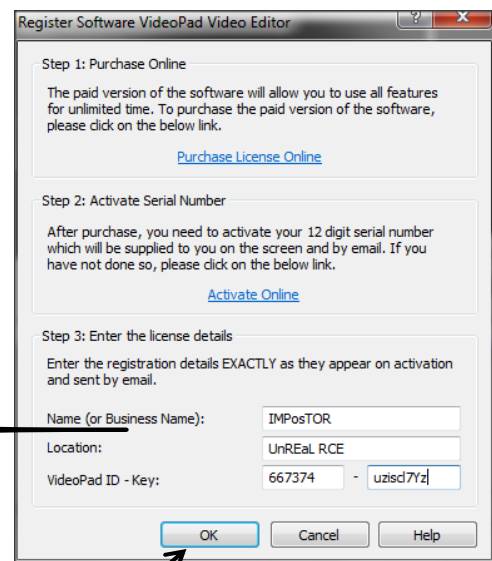 Register Software VideoPad Video Editor
Step 1: Purchase Online
The paid version of the software will allow you to use all features
for unlimited time. To purchase the paid version of the software,
please click on the below link.
Purchase License Online
Step 2: Activate Serial Number
After purchase, you need to activate your 12 digit serial number
which will be supplied to you on the screen and by email. If you
have not done so, please click on the below link.
Activate Online
Step 3: Enter the license details
Enter the registration details EXACTLY as they appear on activation
and sent by email.
Name (or Business Name): IMPosTOR
Location: UnREaL RCE
VideoPad ID - Key: 667374 - uziscl7Yz
OK Cancel Help